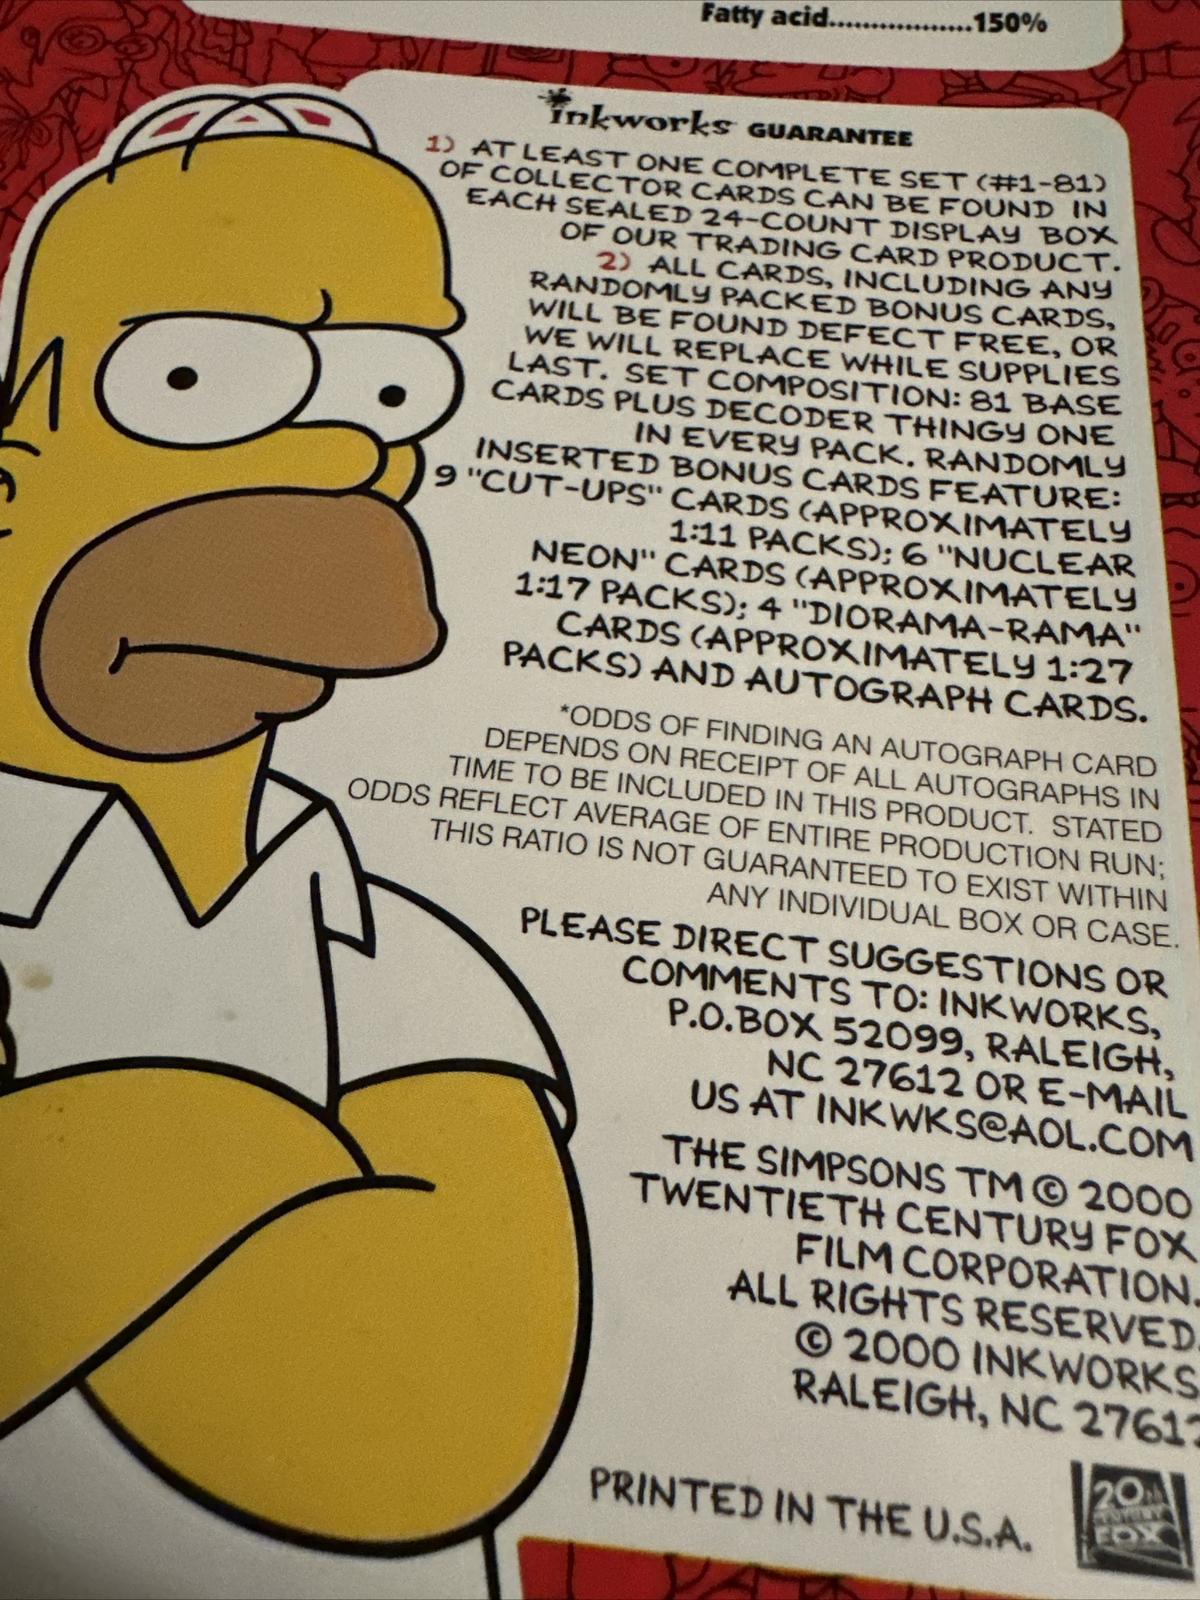 Fatty acid..................150%
inkworks GUARANTEE
1) AT LEAST ONE COMPLETE SET (#1-81)
OF COLLECTOR CARDS CAN BE FOUND IN
EACH SEALED 24-COUNT DISPLAY BOX
OF OUR TRADING CARD PRODUCT.
2) ALL CARDS, INCLUDING ANY
RANDOMLY PACKED BONUS CARDS,
WILL BE FOUND DEFECT FREE, OR
WE WILL REPLACE WHILE SUPPLIES
LAST. SET COMPOSITION: 81 BASE
CARDS PLUS DECODER THINGY ONE
IN EVERY PACK. RANDOMLY
INSERTED BONUS CARDS FEATURE:
9 "CUT-UPS" CARDS (APPROXIMATELY
1:11 PACKS); 6 "NUCLEAR
NEON" CARDS (APPROXIMATELY
1:17 PACKS); 4 "DIORAMA-RAMA"
CARDS (APPROXIMATELY 1:27
PACKS) AND AUTOGRAPH CARDS.
*ODDS OF FINDING AN AUTOGRAPH CARD
DEPENDS ON RECEIPT OF ALL AUTOGRAPHS IN
TIME TO BE INCLUDED IN THIS PRODUCT. STATED
ODDS REFLECT AVERAGE OF ENTIRE PRODUCTION RUN;
THIS RATIO IS NOT GUARANTEED TO EXIST WITHIN
ANY INDIVIDUAL BOX OR CASE.
PLEASE DIRECT SUGGESTIONS OR
COMMENTS TO: INKWORKS,
P.O.BOX 52099, RALEIGH,
NC 27612 OR E-MAIL
US AT INKWKS@AOL.COM
THE SIMPSONS TM © 2000
TWENTIETH CENTURY FOX
FILM CORPORATION.
ALL RIGHTS RESERVED.
© 2000 INKWORKS
RALEIGH, NC 27612
PRINTED IN THE U.S.A.
20TH
CENTURY
FOX